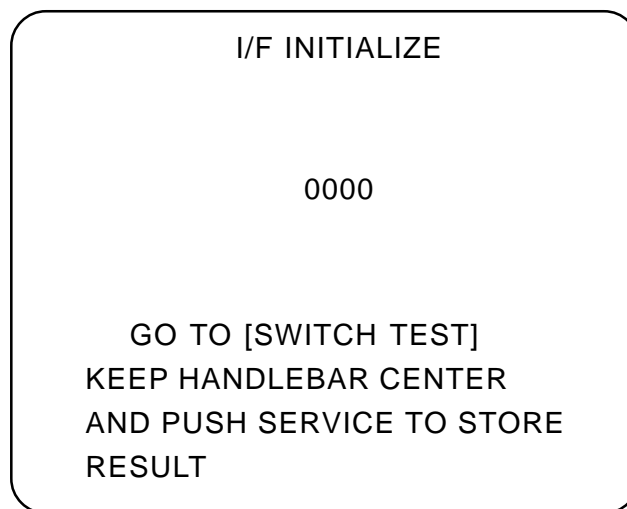 I/F INITIALIZE
0000
GO TO [SWITCH TEST]
KEEP HANDLEBAR CENTER
AND PUSH SERVICE TO STORE
RESULT